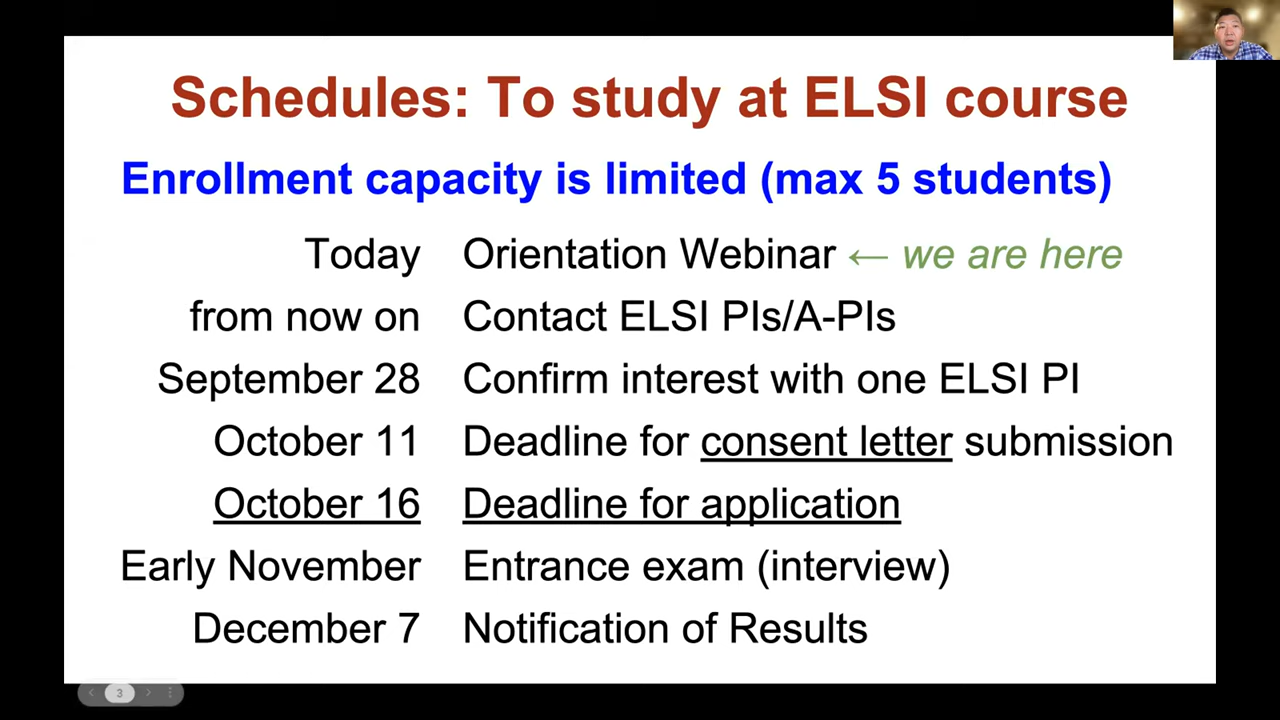 Schedules: To study at ELSI course
Enrollment capacity is limited (max 5 students)
Today Orientation Webinar ← we are here
from now on Contact ELSI PIs/A-PIs
September 28 Confirm interest with one ELSI PI
October 11 Deadline for consent letter submission
October 16 Deadline for application
Early November Entrance exam (interview)
December 7 Notification of Results
3